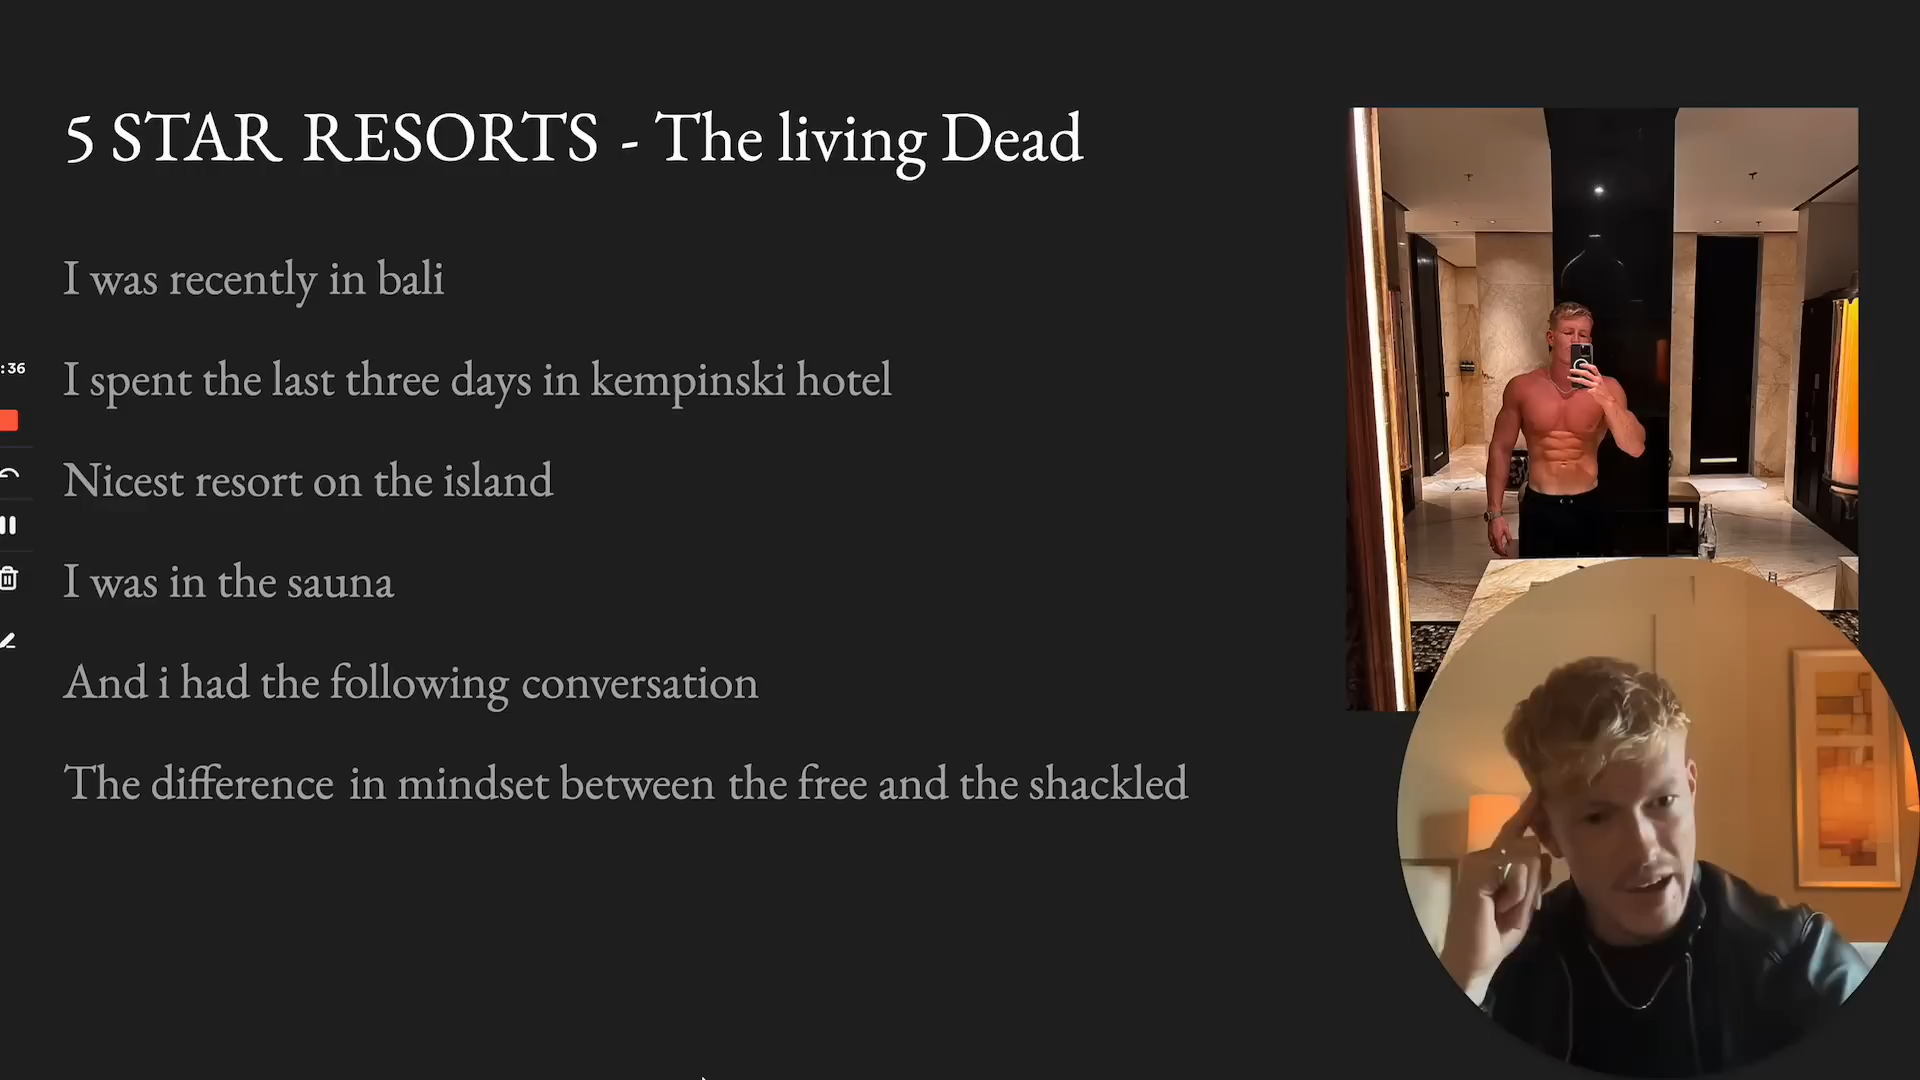 5 STAR RESORTS - The living Dead
I was recently in bali
:36
I spent the last three days in kempinski hotel
Nicest resort on the island
I was in the sauna
And i had the following conversation
The difference in mindset between the free and the shackled